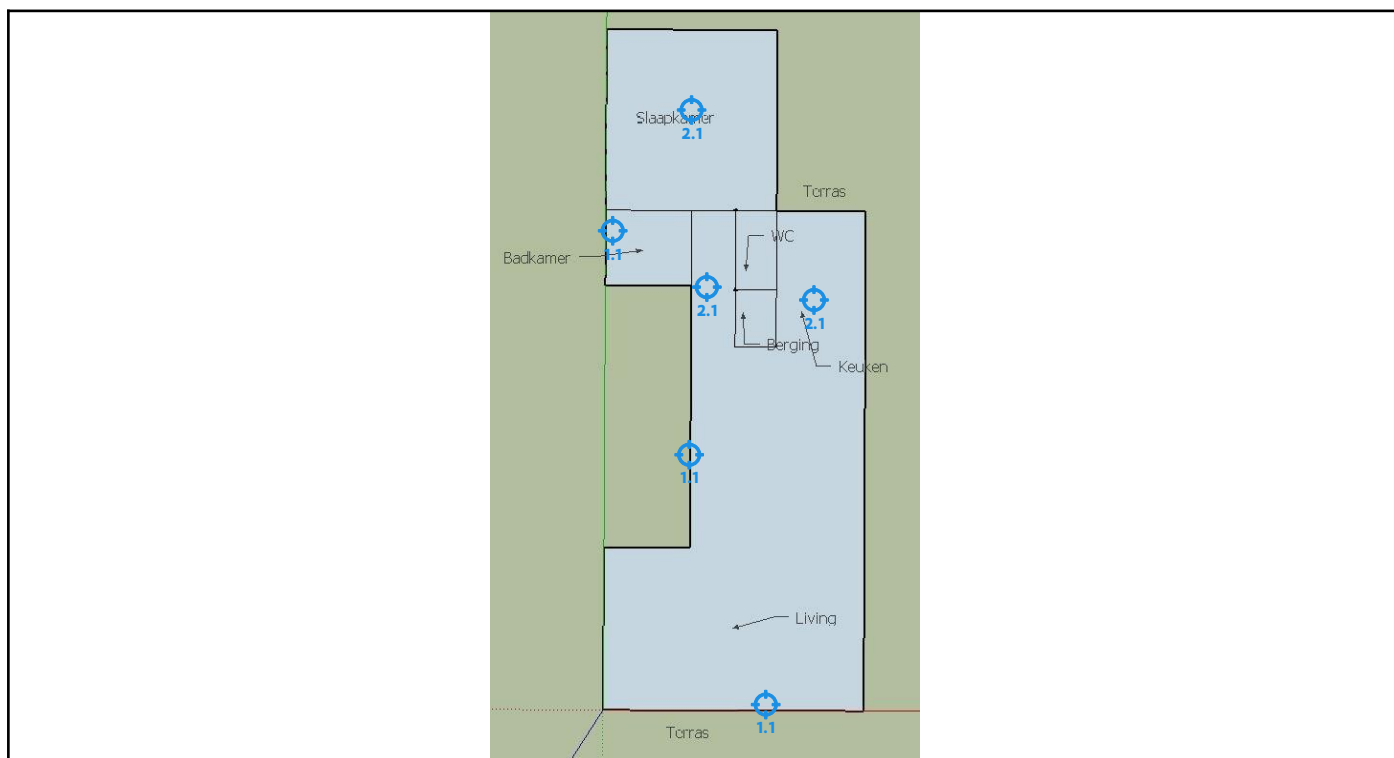 Slaapkamer
2.1
Terras
WC
1.1
Badkamer
2.1
2.1
Berging
Keuken
1.1
Living
1.1
Terras